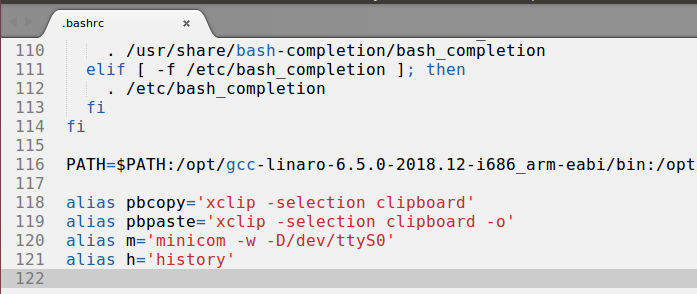 .bashrc ×
110 . /usr/share/bash-completion/bash_completion
111 elif [ -f /etc/bash_completion ]; then
112 . /etc/bash_completion
113 fi
114 fi
115
116 PATH=$PATH:/opt/gcc-linaro-6.5.0-2018.12-i686_arm-eabi/bin:/opt
117
118 alias pbcopy='xclip -selection clipboard'
119 alias pbpaste='xclip -selection clipboard -o'
120 alias m='minicom -w -D/dev/ttyS0'
121 alias h='history'
122